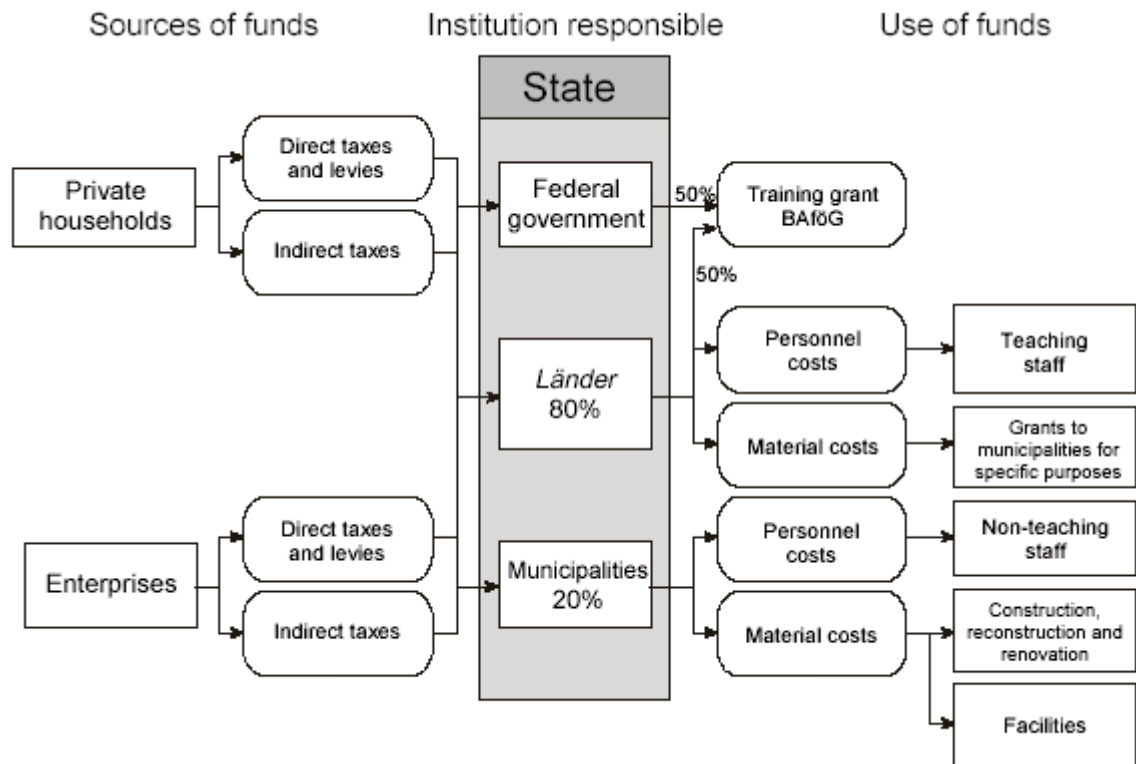 Sources of funds
Institution responsible
Use of funds
State
Private
households
Direct taxes
and levies
Indirect taxes
Federal
government
50%
Training grant
BAföG
50%
Länder
80%
Personnel
costs
Teaching
staff
Material costs
Grants to
municipalities for
specific purposes
Enterprises
Direct taxes
and levies
Indirect taxes
Municipalities
20%
Personnel
costs
Non-teaching
staff
Material costs
Construction,
reconstruction and
renovation
Facilities